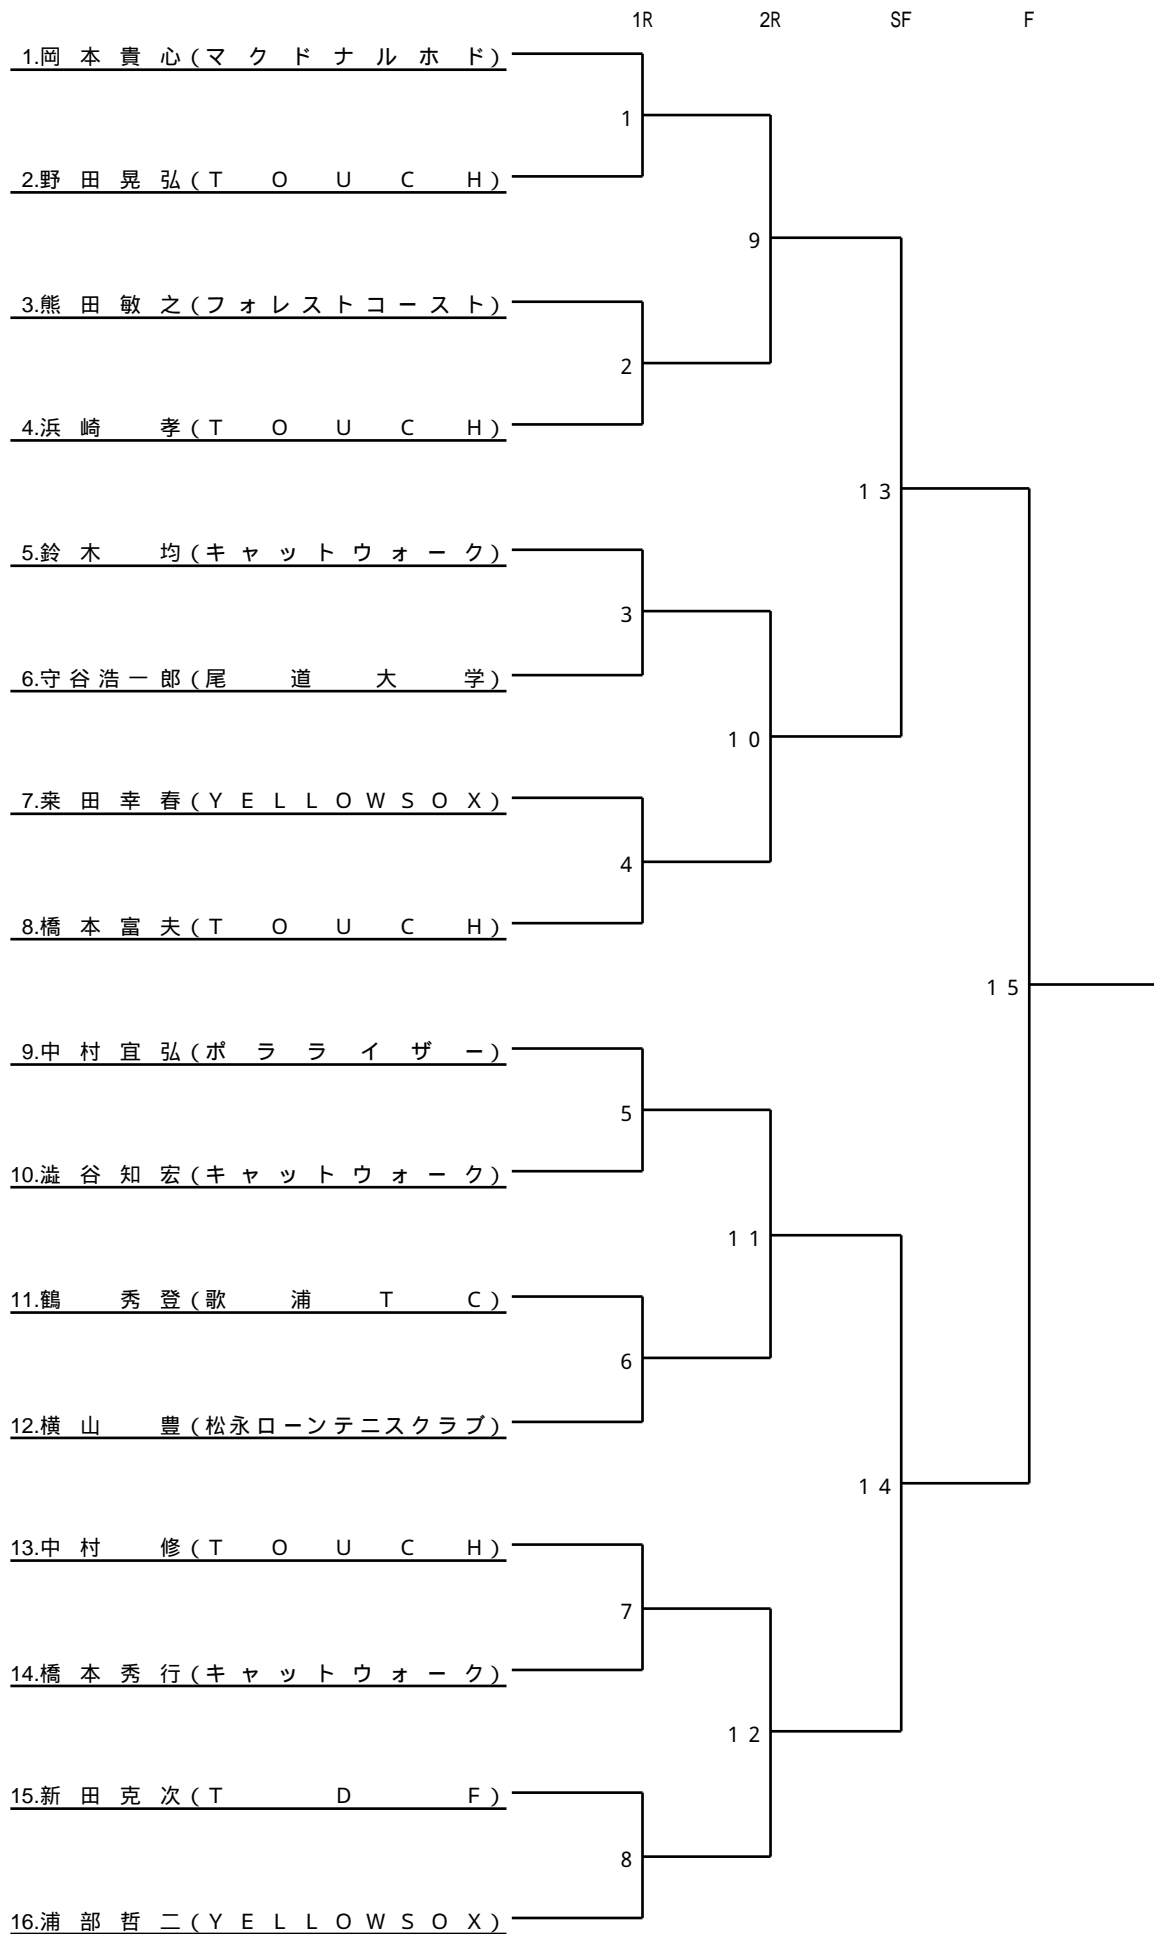 1R 2R SF F
1.岡本貴心(マクドナルホド)
1
2.野田晃弘(TOUCH)
9
3.熊田敏之(フォレストコースト)
2
4.浜崎 孝(TOUCH)
13
5.鈴木 均(キャットウォーク)
3
6.守谷浩一郎(尾道大学)
10
7.桒田幸春(YELLOWSOX)
4
8.橋本富夫(TOUCH)
15
9.中村宜弘(ポラライザー)
5
10.澁谷知宏(キャットウォーク)
11
11.鶴 秀登(歌浦TC)
6
12.横山 豊(松永ローンテニスクラブ)
14
13.中村 修(TOUCH)
7
14.橋本秀行(キャットウォーク)
12
15.新田克次(TDF)
8
16.浦部哲二(YELLOWSOX)